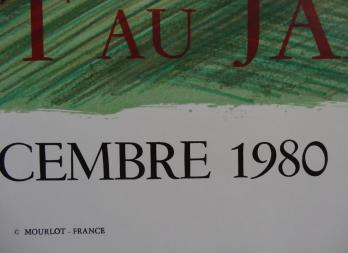 T AU JA
CEMBRE 1980
© MOURLOT - FRANCE